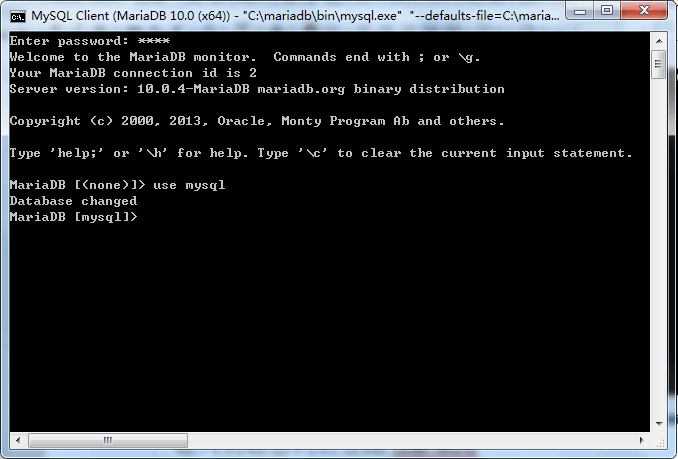 MySQL Client (MariaDB 10.0 (x64)) - "C:\mariadb\bin\mysql.exe" "--defaults-file=C:\maria...
Enter password: ****
Welcome to the MariaDB monitor.  Commands end with ; or \g.
Your MariaDB connection id is 2
Server version: 10.0.4-MariaDB mariadb.org binary distribution
Copyright (c) 2000, 2013, Oracle, Monty Program Ab and others.
Type 'help;' or '\h' for help. Type '\c' to clear the current input statement.
MariaDB [(none)]> use mysql
Database changed
MariaDB [mysql]>